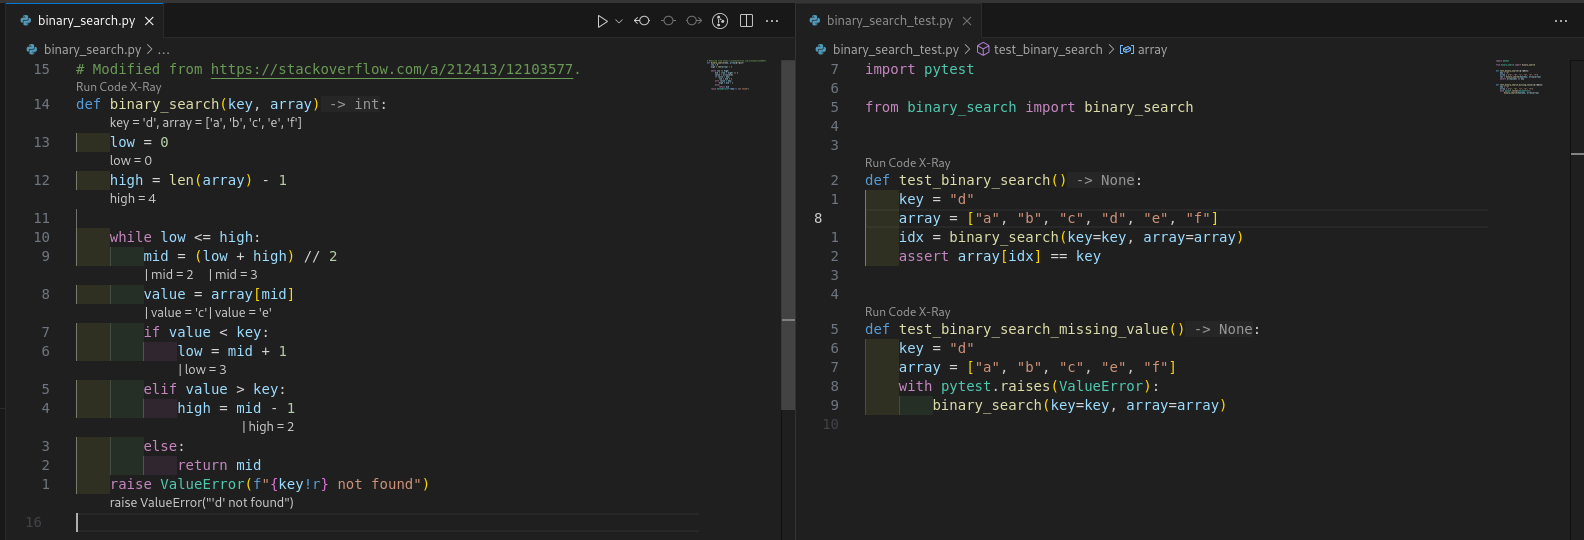 binary_search.py
binary_search.py > ...
15 # Modified from https://stackoverflow.com/a/212413/12103577.
Run Code X-Ray
14 def binary_search(key, array) -> int:
key = 'd', array = ['a', 'b', 'c', 'e', 'f']
13 low = 0
low = 0
12 high = len(array) - 1
high = 4
11
10 while low <= high:
9 mid = (low + high) // 2
| mid = 2 | mid = 3
8 value = array[mid]
| value = 'c' | value = 'e'
7 if value < key:
6 low = mid + 1
| low = 3
5 elif value > key:
4 high = mid - 1
| high = 2
3 else:
2 return mid
1 raise ValueError(f"{key!r} not found")
raise ValueError("'d' not found")
16
binary_search_test.py
binary_search_test.py > test_binary_search > array
7 import pytest
6
5 from binary_search import binary_search
4
3
Run Code X-Ray
2 def test_binary_search() -> None:
1 key = "d"
8 array = ["a", "b", "c", "d", "e", "f"]
1 idx = binary_search(key=key, array=array)
2 assert array[idx] == key
3
4
Run Code X-Ray
5 def test_binary_search_missing_value() -> None:
6 key = "d"
7 array = ["a", "b", "c", "e", "f"]
8 with pytest.raises(ValueError):
9 binary_search(key=key, array=array)
10